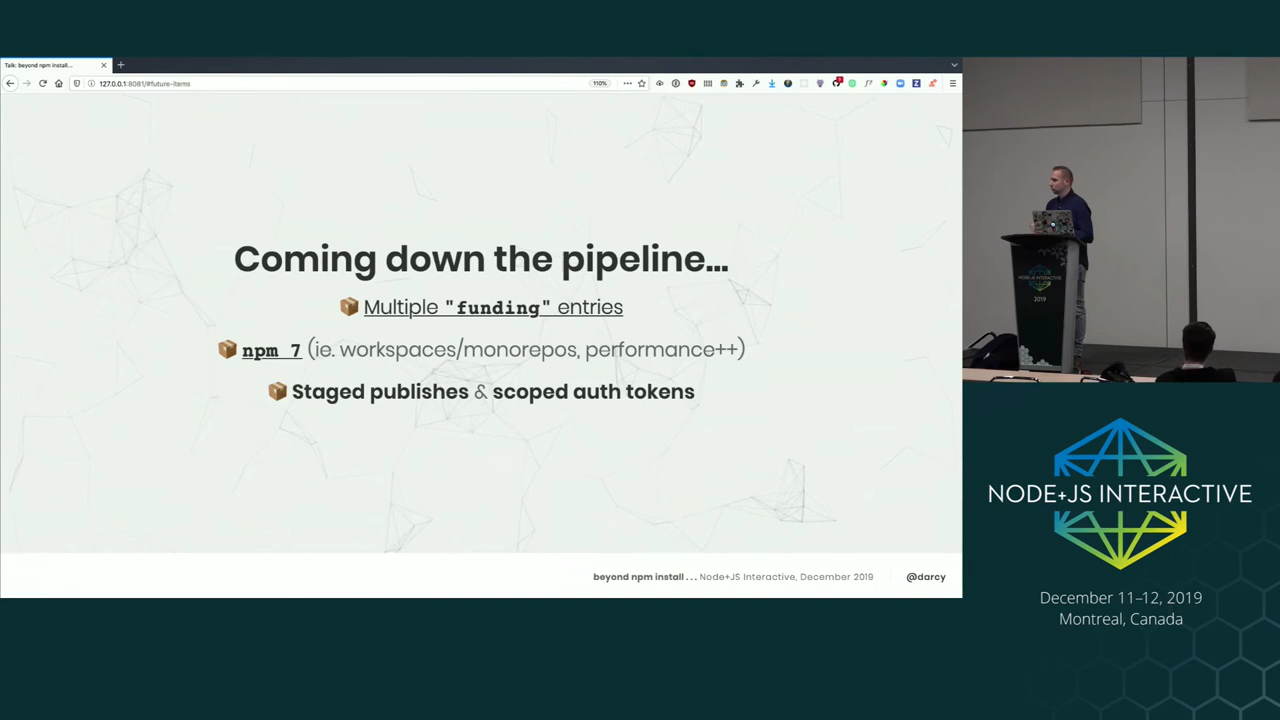 Talk: beyond npm install...
127.0.0.1:8081/#future-items
110%
Coming down the pipeline...
📦 Multiple "funding" entries
📦 npm 7 (ie. workspaces/monorepos, performance++)
📦 Staged publishes & scoped auth tokens
beyond npm install . . . Node+JS Interactive, December 2019
@darcy
2019
NODE+JS INTERACTIVE
December 11–12, 2019
Montreal, Canada